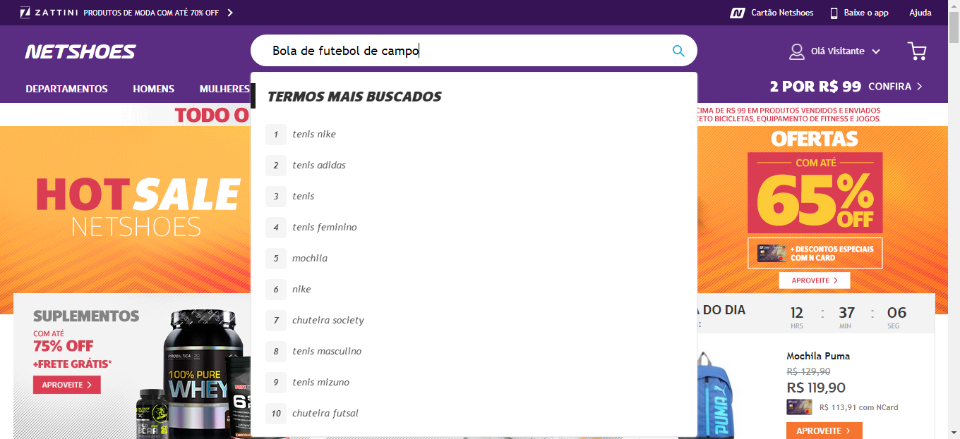 ZATTINI PRODUTOS DE MODA COM ATÉ 70% OFF
Cartão Netshoes
Baixe o app
Ajuda
NETSHOES
Bola de futebol de campo
Olá Visitante
DEPARTAMENTOS HOMENS MULHERES
2 POR R$ 99 CONFIRA
TODO O
CIMA DE R$ 99 EM PRODUTOS VENDIDOS E ENVIADOS
CETO BICICLETAS, EQUIPAMENTO DE FITNESS E JOGOS.
TERMOS MAIS BUSCADOS
1 tenis nike
2 tenis adidas
3 tenis
4 tenis feminino
5 mochila
6 nike
7 chuteira society
8 tenis masculino
9 tenis mizuno
10 chuteira futsal
HOT SALE
NETSHOES
OFERTAS
COM ATÉ
65% OFF
+ DESCONTOS ESPECIAIS
COM N CARD
APROVEITE
SUPLEMENTOS
COM ATÉ
75% OFF
+FRETE GRÁTIS*
APROVEITE
100% PURE
WHEY
A DO DIA
:
12 : 37 : 06
HRS MIN SEG
PUMA
Mochila Puma
R$ 129,90
R$ 119,90
R$ 113,91 com NCard
APROVEITE